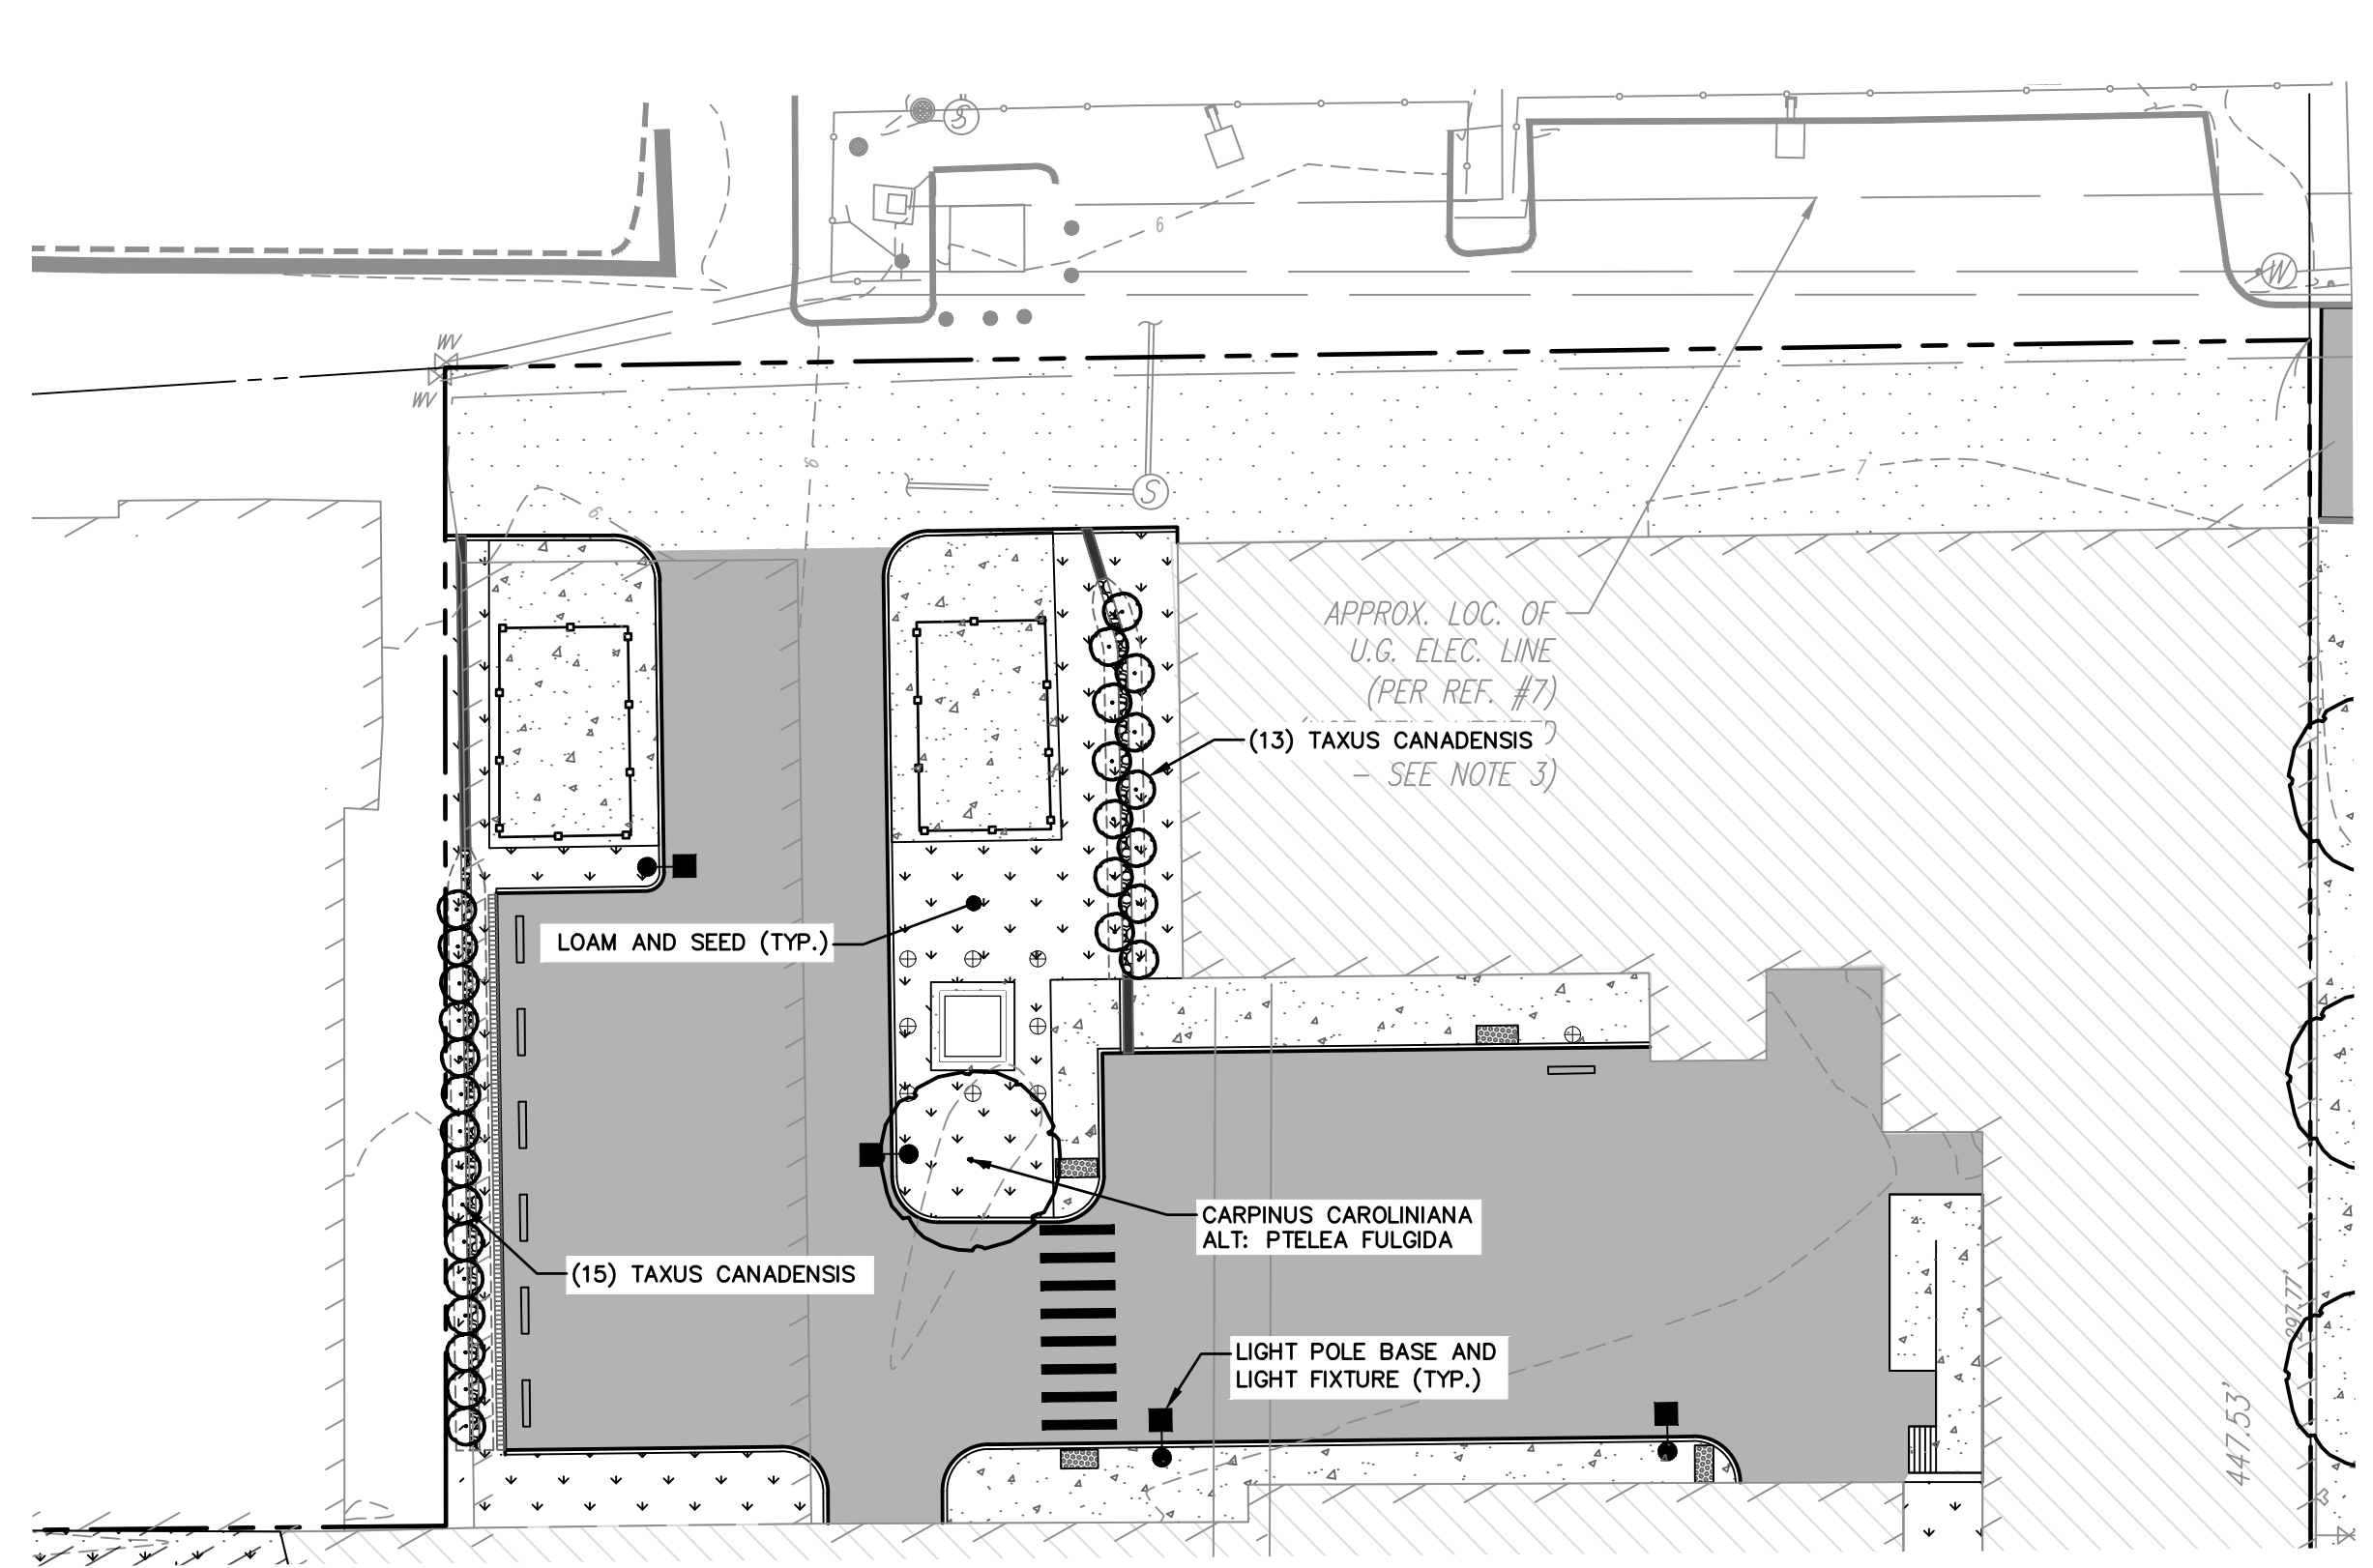 S
6
WV
W
WV
6
7
S
6
APPROX. LOC. OF
U.G. ELEC. LINE
(PER REF. #7)
(13) TAXUS CANADENSIS
– SEE NOTE 3)
LOAM AND SEED (TYP.)
CARPINUS CAROLINIANA
ALT: PTELEA FULGIDA
(15) TAXUS CANADENSIS
297.77'
LIGHT POLE BASE AND
LIGHT FIXTURE (TYP.)
447.53'